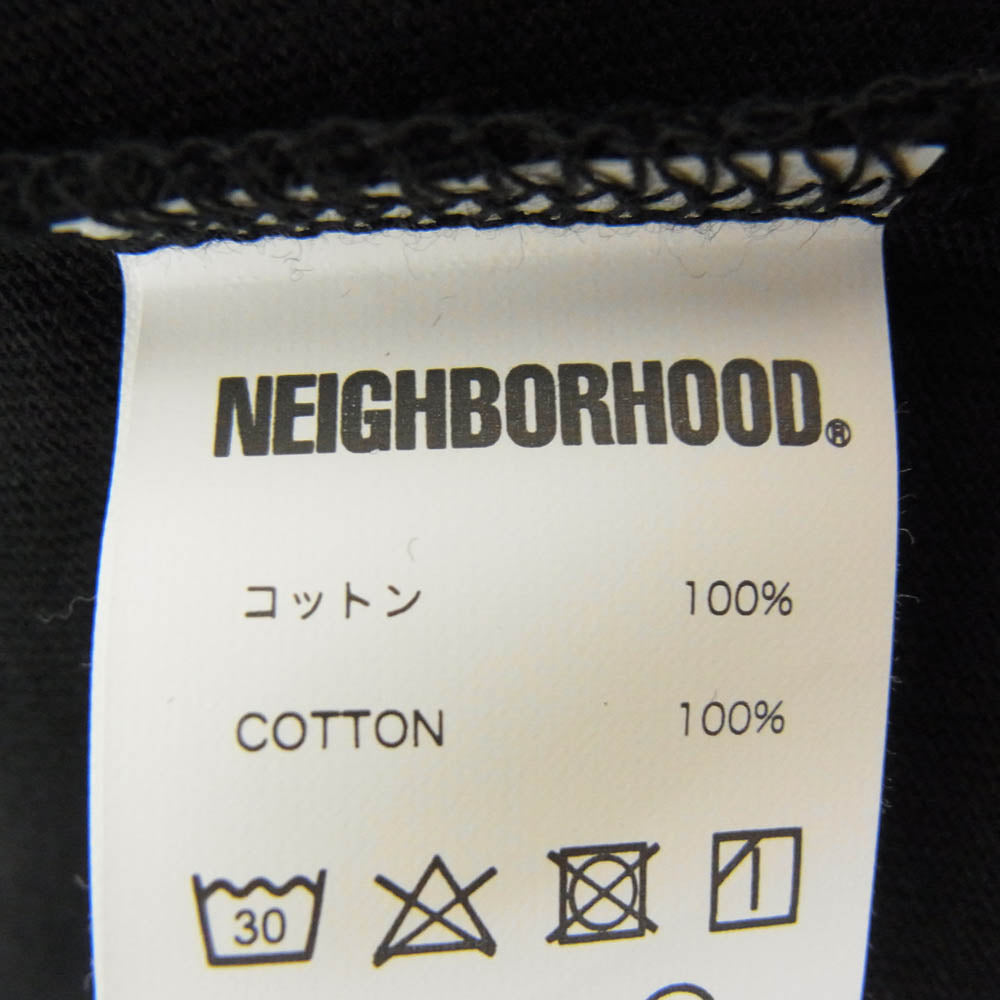 NEIGHBORHOOD®
コットン 100%
COTTON 100%
30